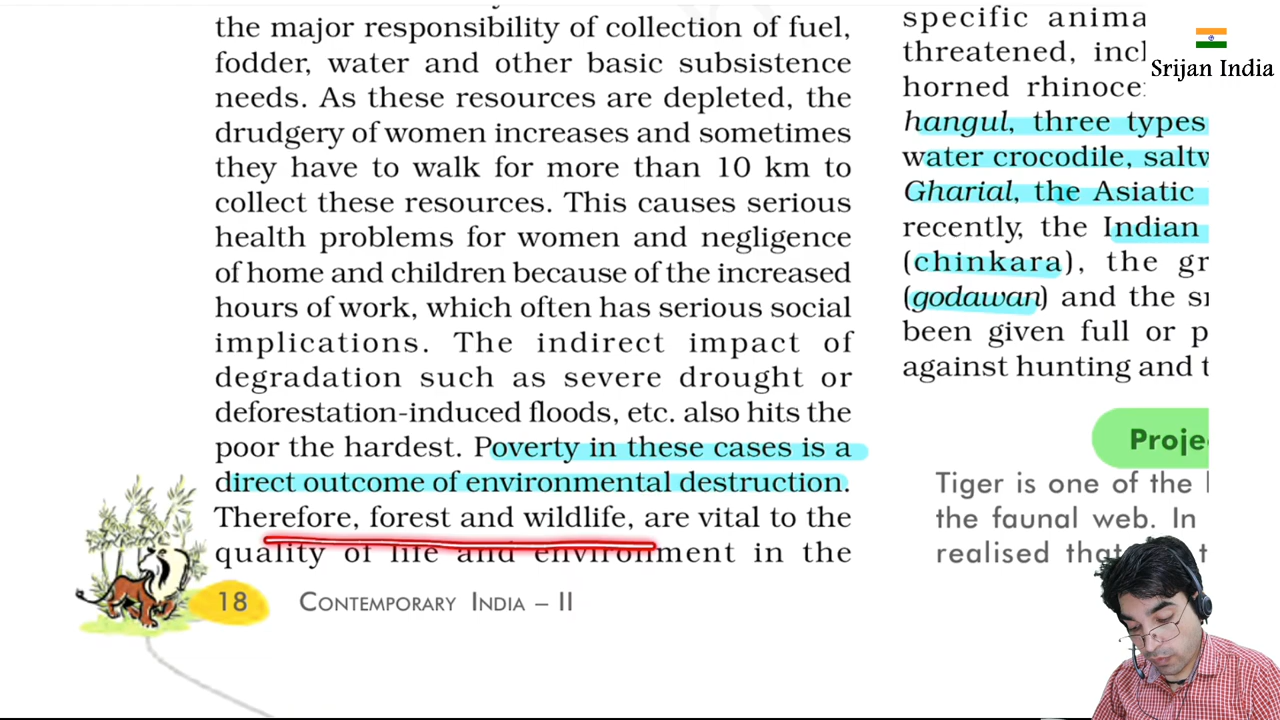 the major responsibility of collection of fuel,
fodder, water and other basic subsistence
needs. As these resources are depleted, the
drudgery of women increases and sometimes
they have to walk for more than 10 km to
collect these resources. This causes serious
health problems for women and negligence
of home and children because of the increased
hours of work, which often has serious social
implications. The indirect impact of
degradation such as severe drought or
deforestation-induced floods, etc. also hits the
poor the hardest. Poverty in these cases is a
direct outcome of environmental destruction.
Therefore, forest and wildlife, are vital to the
quality of life and environment in the
18 Contemporary India – II
specific anima
threatened, incl
horned rhinoce
hangul, three types
water crocodile, saltw
Gharial, the Asiatic
recently, the Indian
(chinkara), the gr
(godawan) and the
been given full or p
against hunting and t
Proje
Tiger is one of the
the faunal web. In
realised that
Srijan India